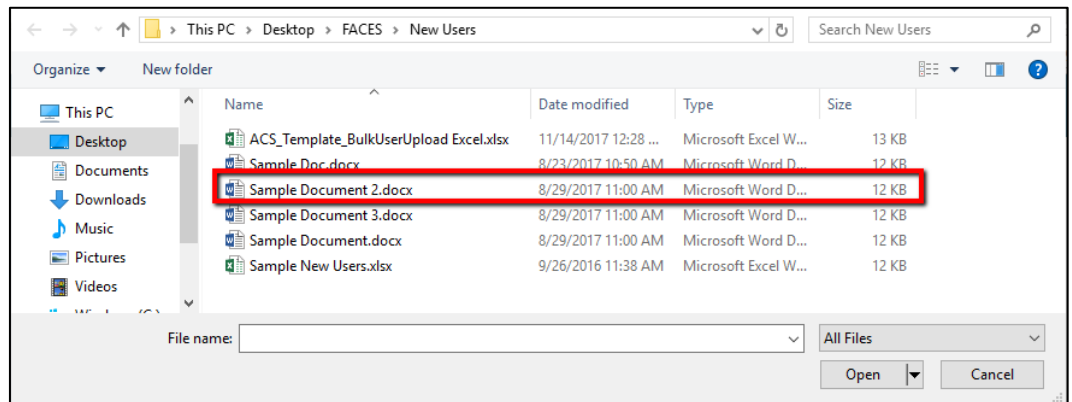 This PC > Desktop > FACES > New Users Search New Users
Organize New folder
Name Date modified Type Size
This PC
Desktop
Documents
Downloads
Music
Pictures
Videos
ACS_Template_BulkUserUpload Excel.xlsx 11/14/2017 12:28 ... Microsoft Excel W... 13 KB
Sample Doc.docx 8/23/2017 10:50 AM Microsoft Word D... 12 KB
Sample Document 2.docx 8/29/2017 11:00 AM Microsoft Word D... 12 KB
Sample Document 3.docx 8/29/2017 11:00 AM Microsoft Word D... 12 KB
Sample Document.docx 8/29/2017 11:00 AM Microsoft Word D... 12 KB
Sample New Users.xlsx 9/26/2016 11:38 AM Microsoft Excel W... 12 KB
File name: All Files
Open Cancel